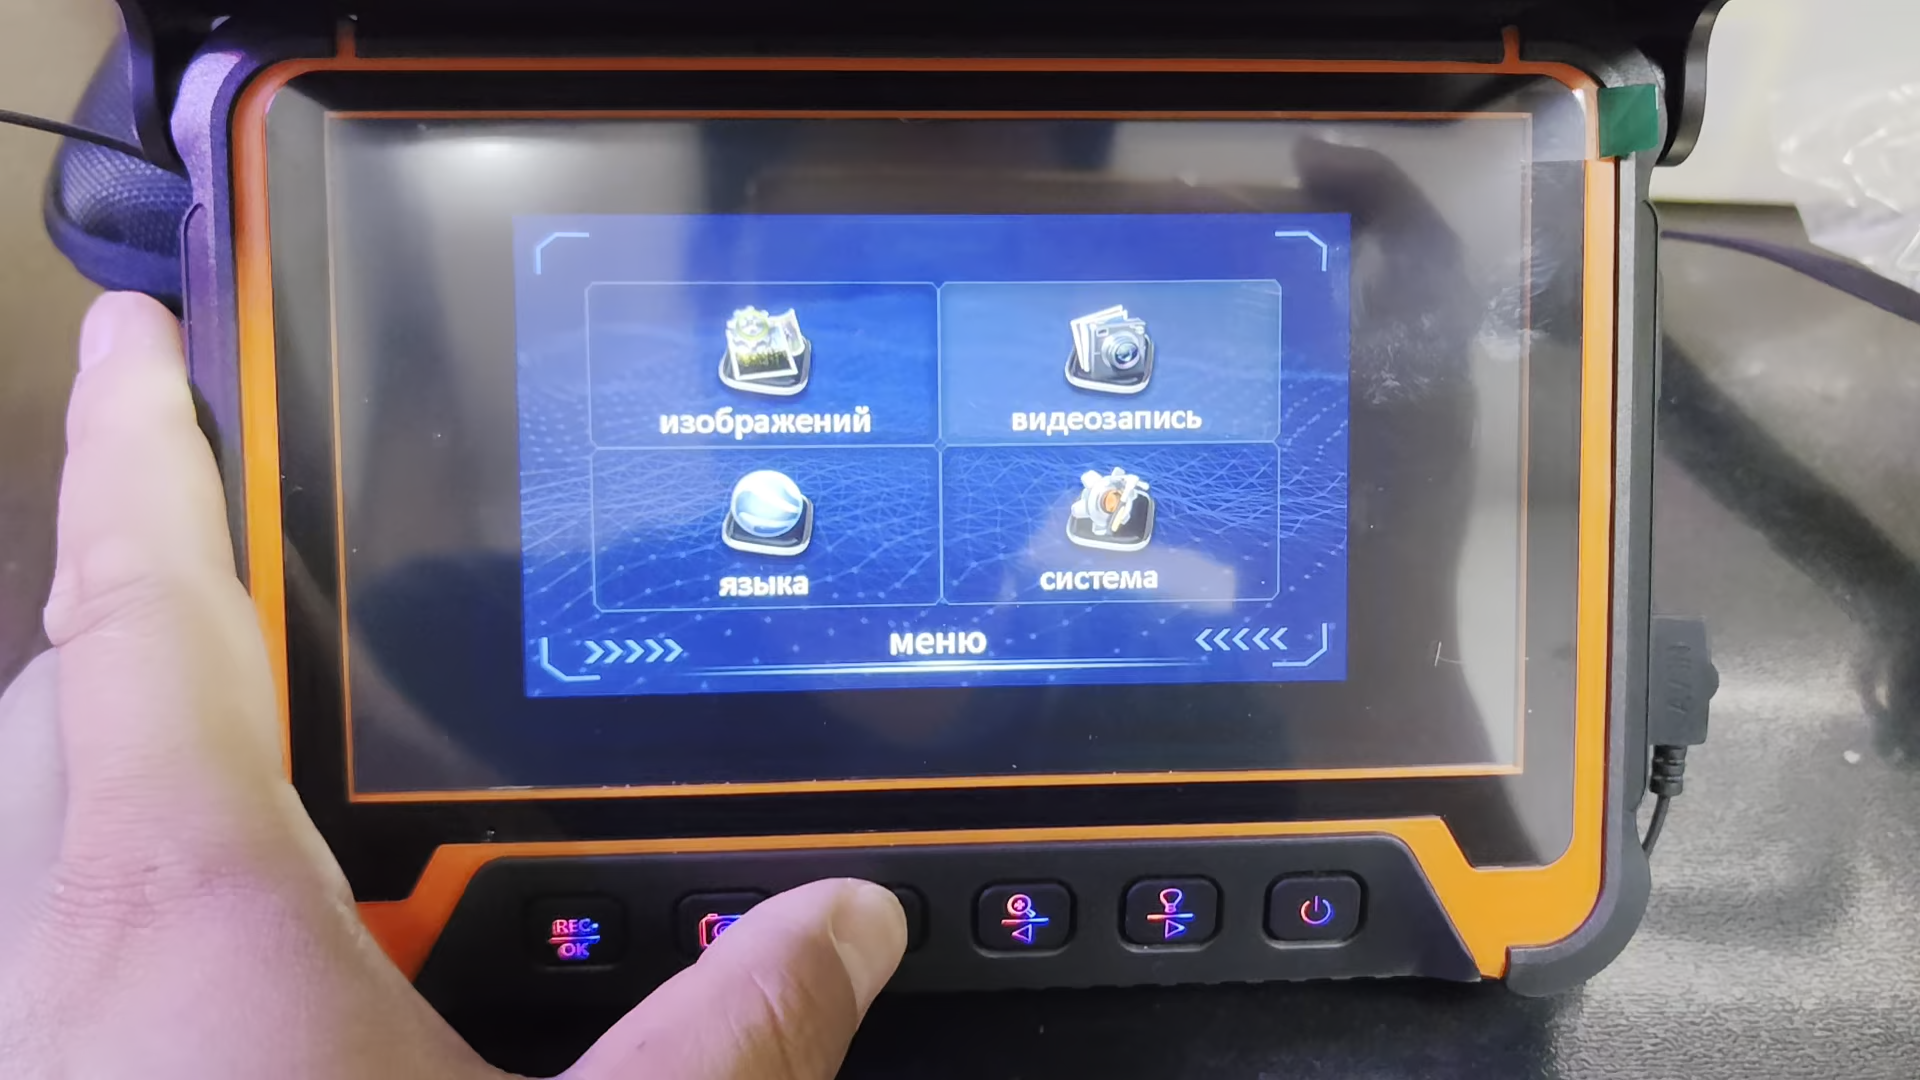 изображений
видеозапись
языка
система
меню
REC
OK